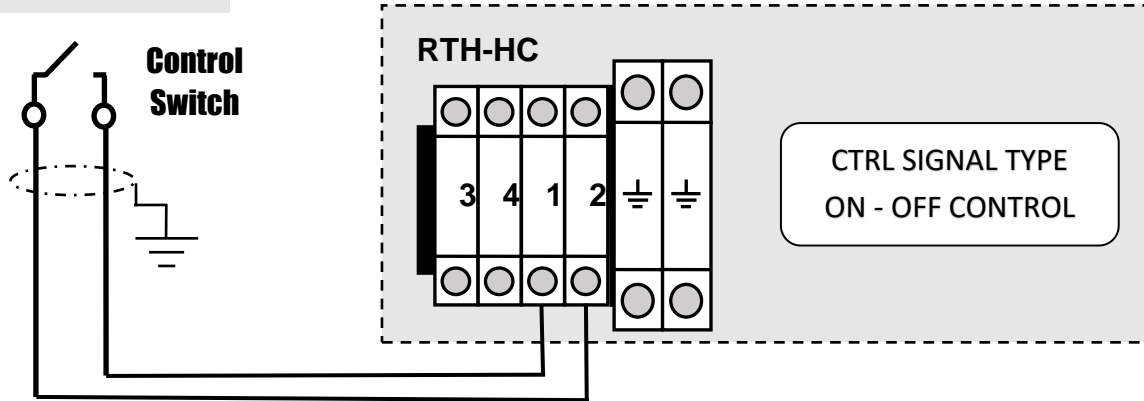 Control
Switch
RTH-HC
3 4 1 2
CTRL SIGNAL TYPE
ON - OFF CONTROL